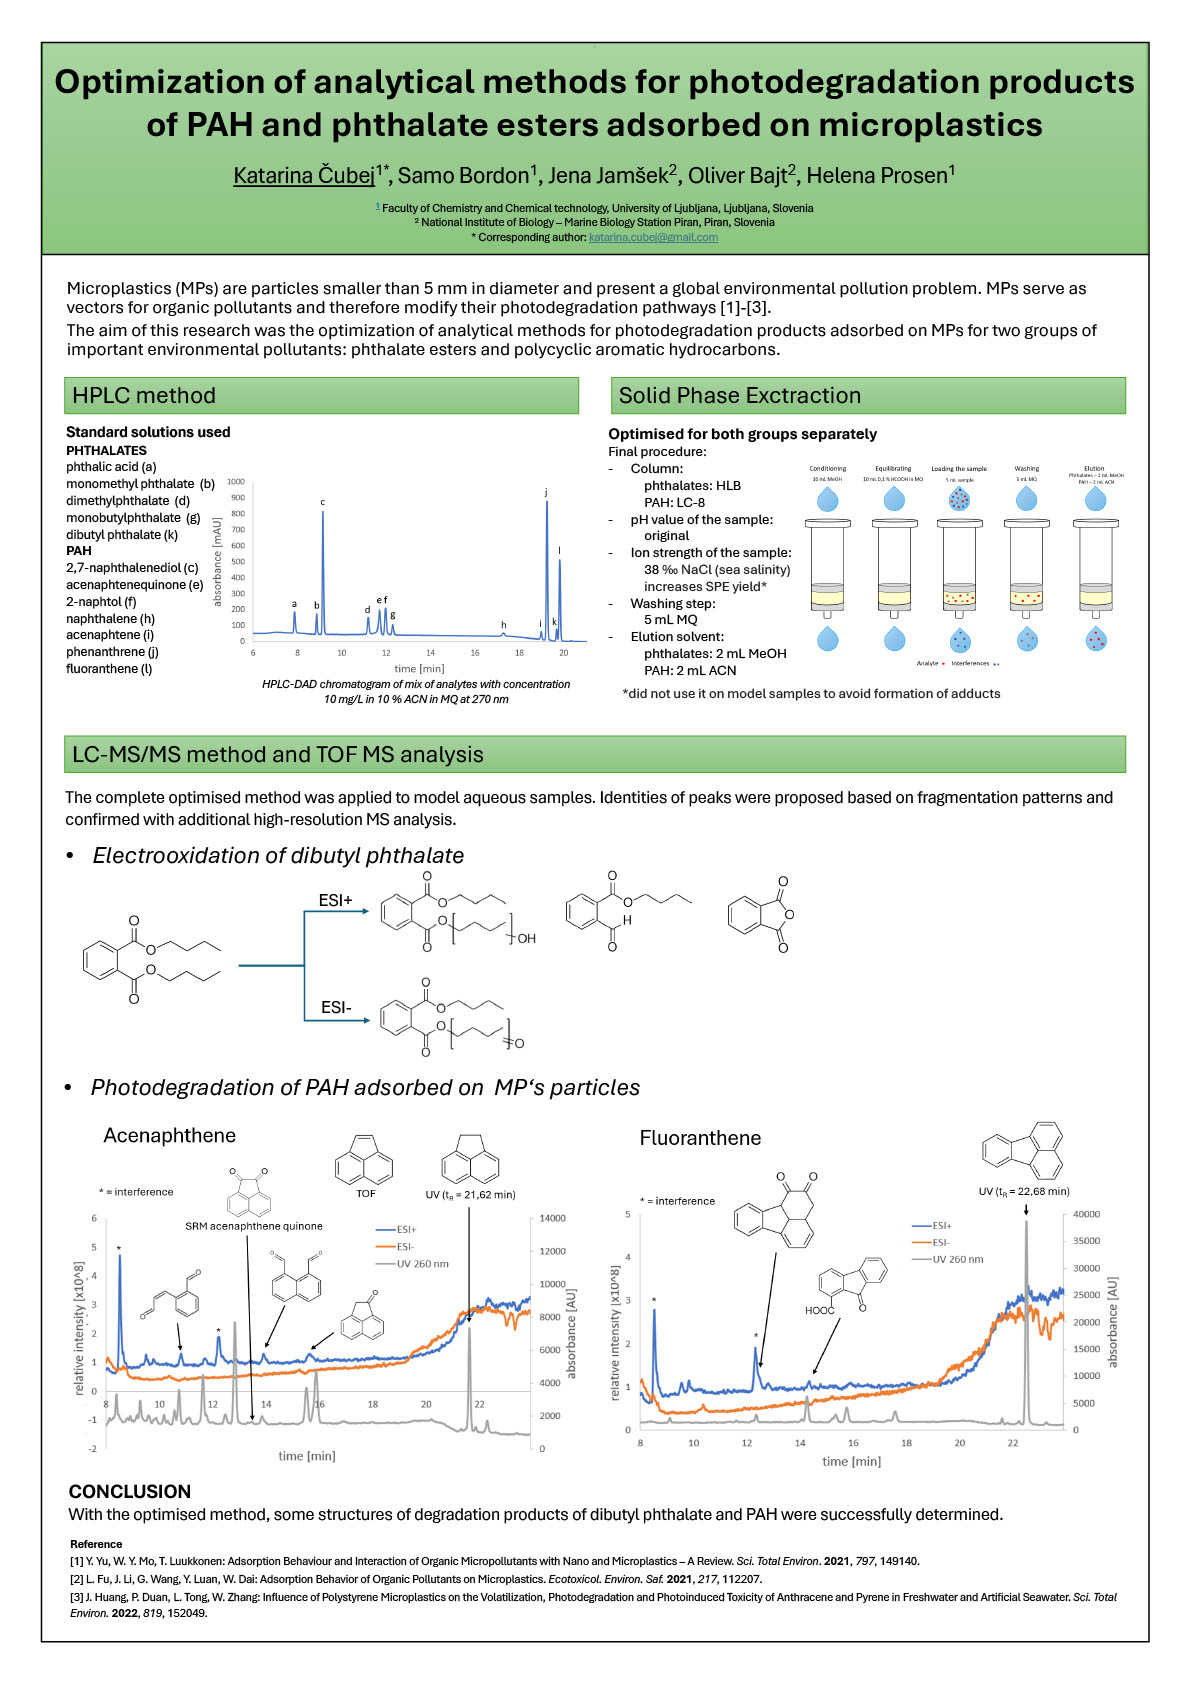 Optimization of analytical methods for photodegradation products
of PAH and phthalate esters adsorbed on microplastics
Katarina Čubej1*, Samo Bordon1, Jena Jamšek2, Oliver Bajt2, Helena Prosen1
1 Faculty of Chemistry and Chemical technology, University of Ljubljana, Ljubljana, Slovenia
2 National Institute of Biology – Marine Biology Station Piran, Piran, Slovenia
* Corresponding author: katarina.cubej@gmail.com
Microplastics (MPs) are particles smaller than 5 mm in diameter and present a global environmental pollution problem. MPs serve as
vectors for organic pollutants and therefore modify their photodegradation pathways [1]-[3].
The aim of this research was the optimization of analytical methods for photodegradation products adsorbed on MPs for two groups of
important environmental pollutants: phthalate esters and polycyclic aromatic hydrocarbons.
HPLC method
Standard solutions used
PHTHALATES
phthalic acid (a)
monomethyl phthalate (b)
dimethylphthalate (d)
monobutylphthalate (g)
dibutyl phthalate (k)
PAH
2,7-naphthalenediol (c)
acenaphtenequinone (e)
2-naphtol (f)
naphthalene (h)
acenaphtene (i)
phenanthrene (j)
fluoranthene (l)
absorbance [mAU]
1000
900
800
700
600
500
400
300
200
100
0
a
b
c
d
e f
g
h
i
j
k
l
6 8 10 12 14 16 18 20
time [min]
HPLC-DAD chromatogram of mix of analytes with concentration
10 mg/L in 10 % ACN in MQ at 270 nm
Solid Phase Exctraction
Optimised for both groups separately
Final procedure:
- Column:
phthalates: HLB
PAH: LC-8
- pH value of the sample:
original
- Ion strength of the sample:
38 ‰ NaCl (sea salinity)
increases SPE yield*
- Washing step:
5 mL MQ
- Elution solvent:
phthalates: 2 mL MeOH
PAH: 2 mL ACN
Conditioning
10 mL MeOH
Equilibrating
10 mL 0,1 % HCOOH in MQ
Loading the sample
5 mL sample
Washing
5 mL MQ
Elution
Phthalates – 2 mL MeOH
PAH – 2 mL ACN
Analyte Interferences
*did not use it on model samples to avoid formation of adducts
LC-MS/MS method and TOF MS analysis
The complete optimised method was applied to model aqueous samples. Identities of peaks were proposed based on fragmentation patterns and
confirmed with additional high-resolution MS analysis.
• Electrooxidation of dibutyl phthalate
O
O
O
O
ESI+
O
O
O
O
OH
O
O
H
O
O
O
O
ESI-
O
O
O
O
O
• Photodegradation of PAH adsorbed on MP‘s particles
Acenaphthene
* = interference
O O
SRM acenaphthene quinone
TOF
UV (tR = 21,62 min)
ESI+
ESI-
UV 260 nm
*
*
O
O
O O
O
relative intensity [x10^8]
6
5
4
3
2
1
0
-1
-2
8 10 12 14 16 18 20 22
time [min]
14000
12000
10000
8000
6000
4000
2000
0
absorbance [AU]
Fluoranthene
* = interference
O O
UV (tR = 22,68 min)
ESI+
ESI-
UV 260 nm
*
*
HOOC O
relative intensity [x10^8]
5
4
3
2
1
0
8 10 12 14 16 18 20 22
time [min]
40000
35000
30000
25000
20000
15000
10000
5000
0
absorbance [AU]
CONCLUSION
With the optimised method, some structures of degradation products of dibutyl phthalate and PAH were successfully determined.
Reference
[1] Y. Yu, W. Y. Mo, T. Luukkonen: Adsorption Behaviour and Interaction of Organic Micropollutants with Nano and Microplastics – A Review. Sci. Total Environ. 2021, 797, 149140.
[2] L. Fu, J. Li, G. Wang, Y. Luan, W. Dai: Adsorption Behavior of Organic Pollutants on Microplastics. Ecotoxicol. Environ. Saf. 2021, 217, 112207.
[3] J. Huang, P. Duan, L. Tong, W. Zhang: Influence of Polystyrene Microplastics on the Volatilization, Photodegradation and Photoinduced Toxicity of Anthracene and Pyrene in Freshwater and Artificial Seawater. Sci. Total
Environ. 2022, 819, 152049.